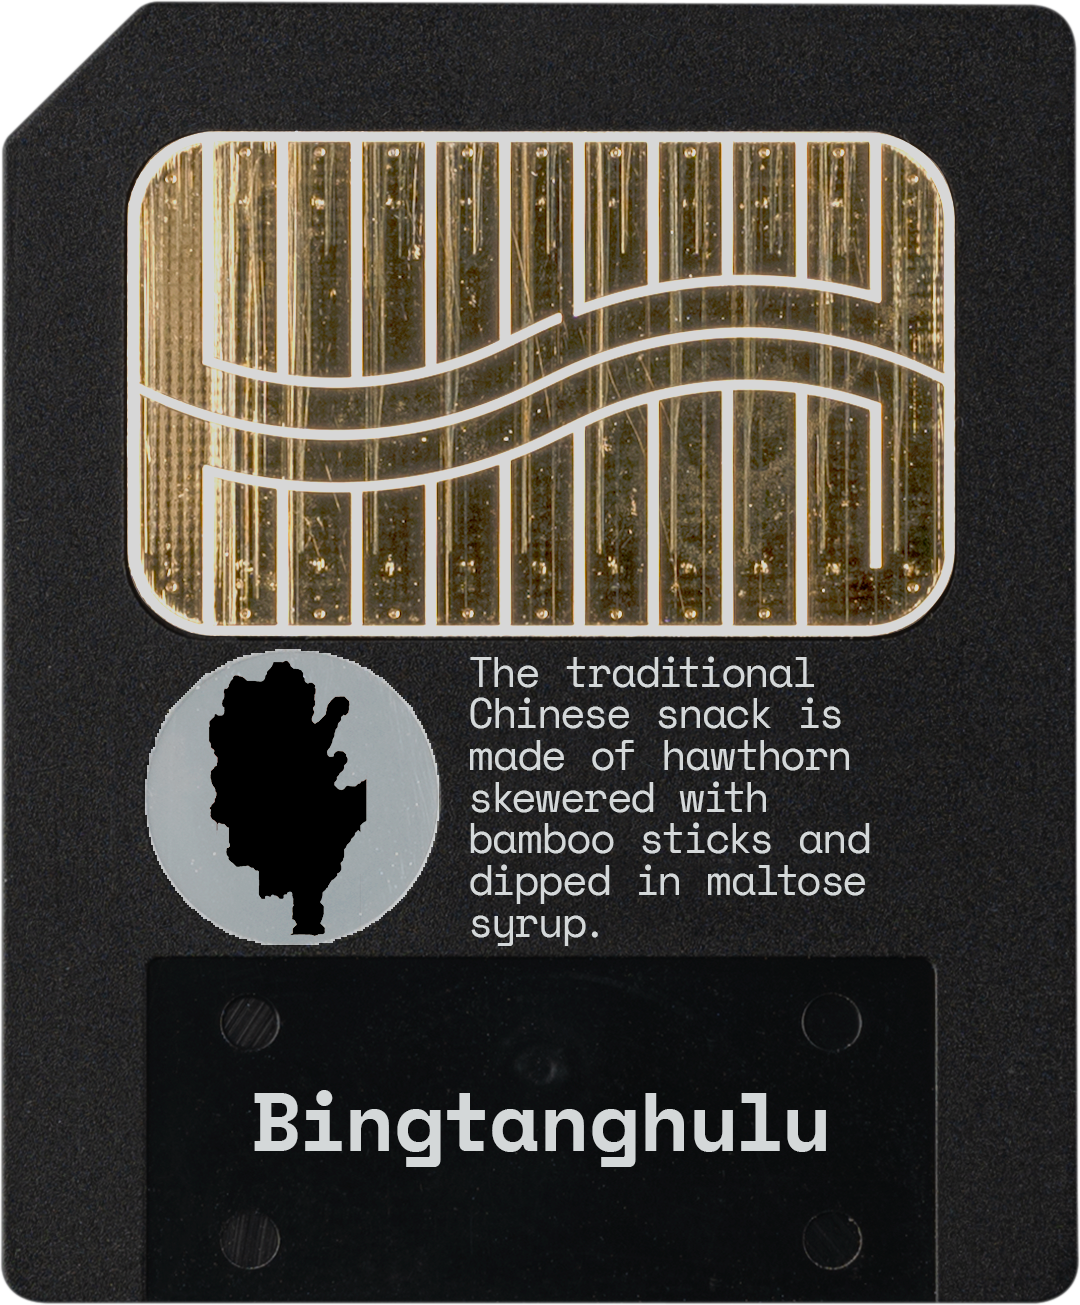 The traditional
Chinese snack is
made of hawthorn
skewered with
bamboo sticks and
dipped in maltose
syrup.
Bingtanghulu